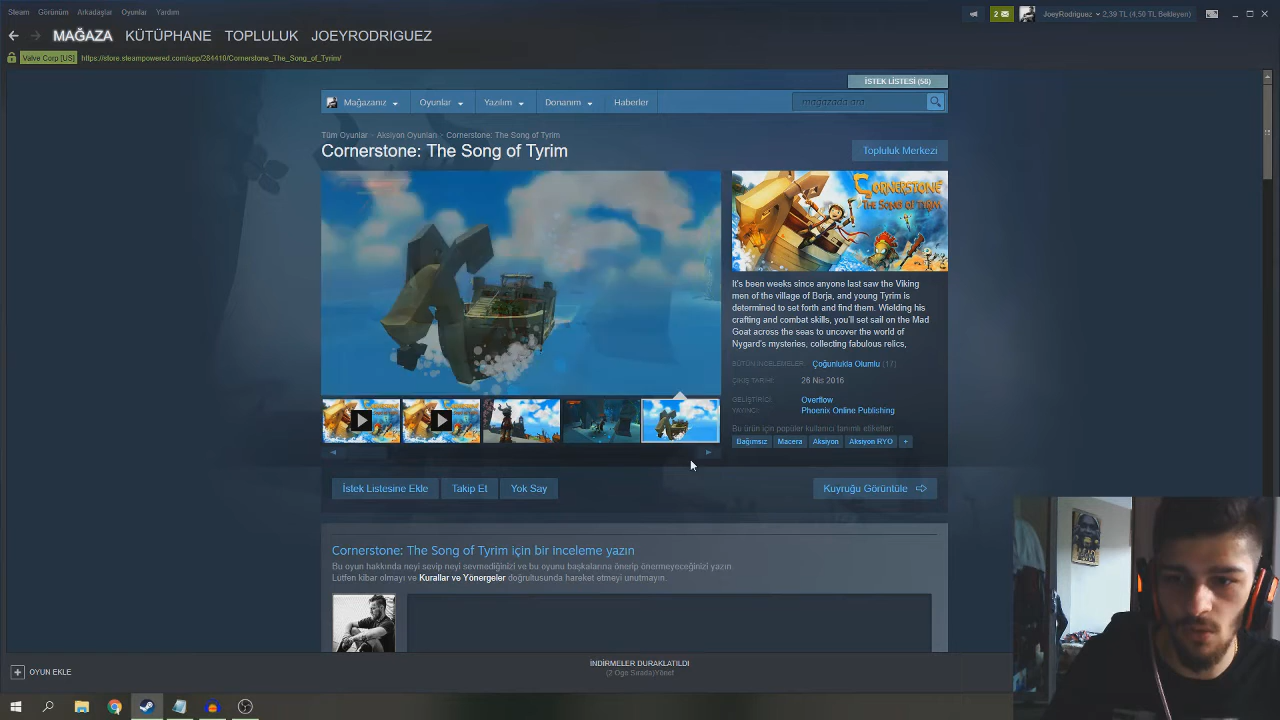 Steam Görünüm Arkadaşlar Oyunlar Yardım
2
JoeyRodriguez 2,39 TL (4,50 TL Bekleyen)
MAĞAZA KÜTÜPHANE TOPLULUK JOEYRODRIGUEZ
Valve Corp [US] https://store.steampowered.com/app/284410/Cornerstone_The_Song_of_Tyrim/
İSTEK LİSTESİ (58)
Mağazanız Oyunlar Yazılım Donanım Haberler mağazada ara
Tüm Oyunlar > Aksiyon Oyunları > Cornerstone: The Song of Tyrim
Cornerstone: The Song of Tyrim
Topluluk Merkezi
CORNERSTONE
THE SONG OF TYRIM
It's been weeks since anyone last saw the Viking
men of the village of Borja, and young Tyrim is
determined to set forth and find them. Wielding his
crafting and combat skills, you'll set sail on the Mad
Goat across the seas to uncover the world of
Nygard's mysteries, collecting fabulous relics,
BÜTÜN İNCELEMELER: Çoğunlukla Olumlu (17)
ÇIKIŞ TARİHİ: 26 Nis 2016
GELİŞTİRİCİ: Overflow
YAYINCI: Phoenix Online Publishing
Bu ürün için popüler kullanıcı tanımlı etiketler:
Bağımsız Macera Aksiyon Aksiyon RYO +
İstek Listesine Ekle Takip Et Yok Say Kuyruğu Görüntüle
Cornerstone: The Song of Tyrim için bir inceleme yazın
Bu oyun hakkında neyi sevip neyi sevmediğinizi ve bu oyunu başkalarına önerip önermeyeceğinizi yazın.
Lütfen kibar olmayı ve Kurallar ve Yönergeler doğrultusunda hareket etmeyi unutmayın.
+ OYUN EKLE
İNDİRMELER DURAKLATILDI
(2 Öge Sırada)Yönet